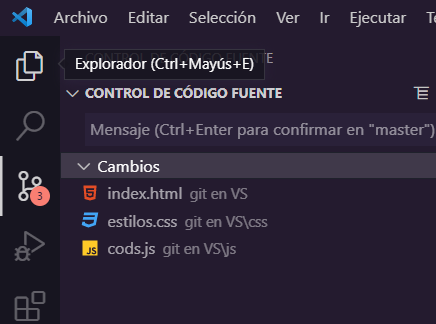 Archivo Editar Selección Ver Ir Ejecutar
Explorador (Ctrl+Mayús+E)
CONTROL DE CÓDIGO FUENTE
Mensaje (Ctrl+Enter para confirmar en "master")
Cambios
index.html git en VS
estilos.css git en VS\css
3
cods.js git en VS\js
JS